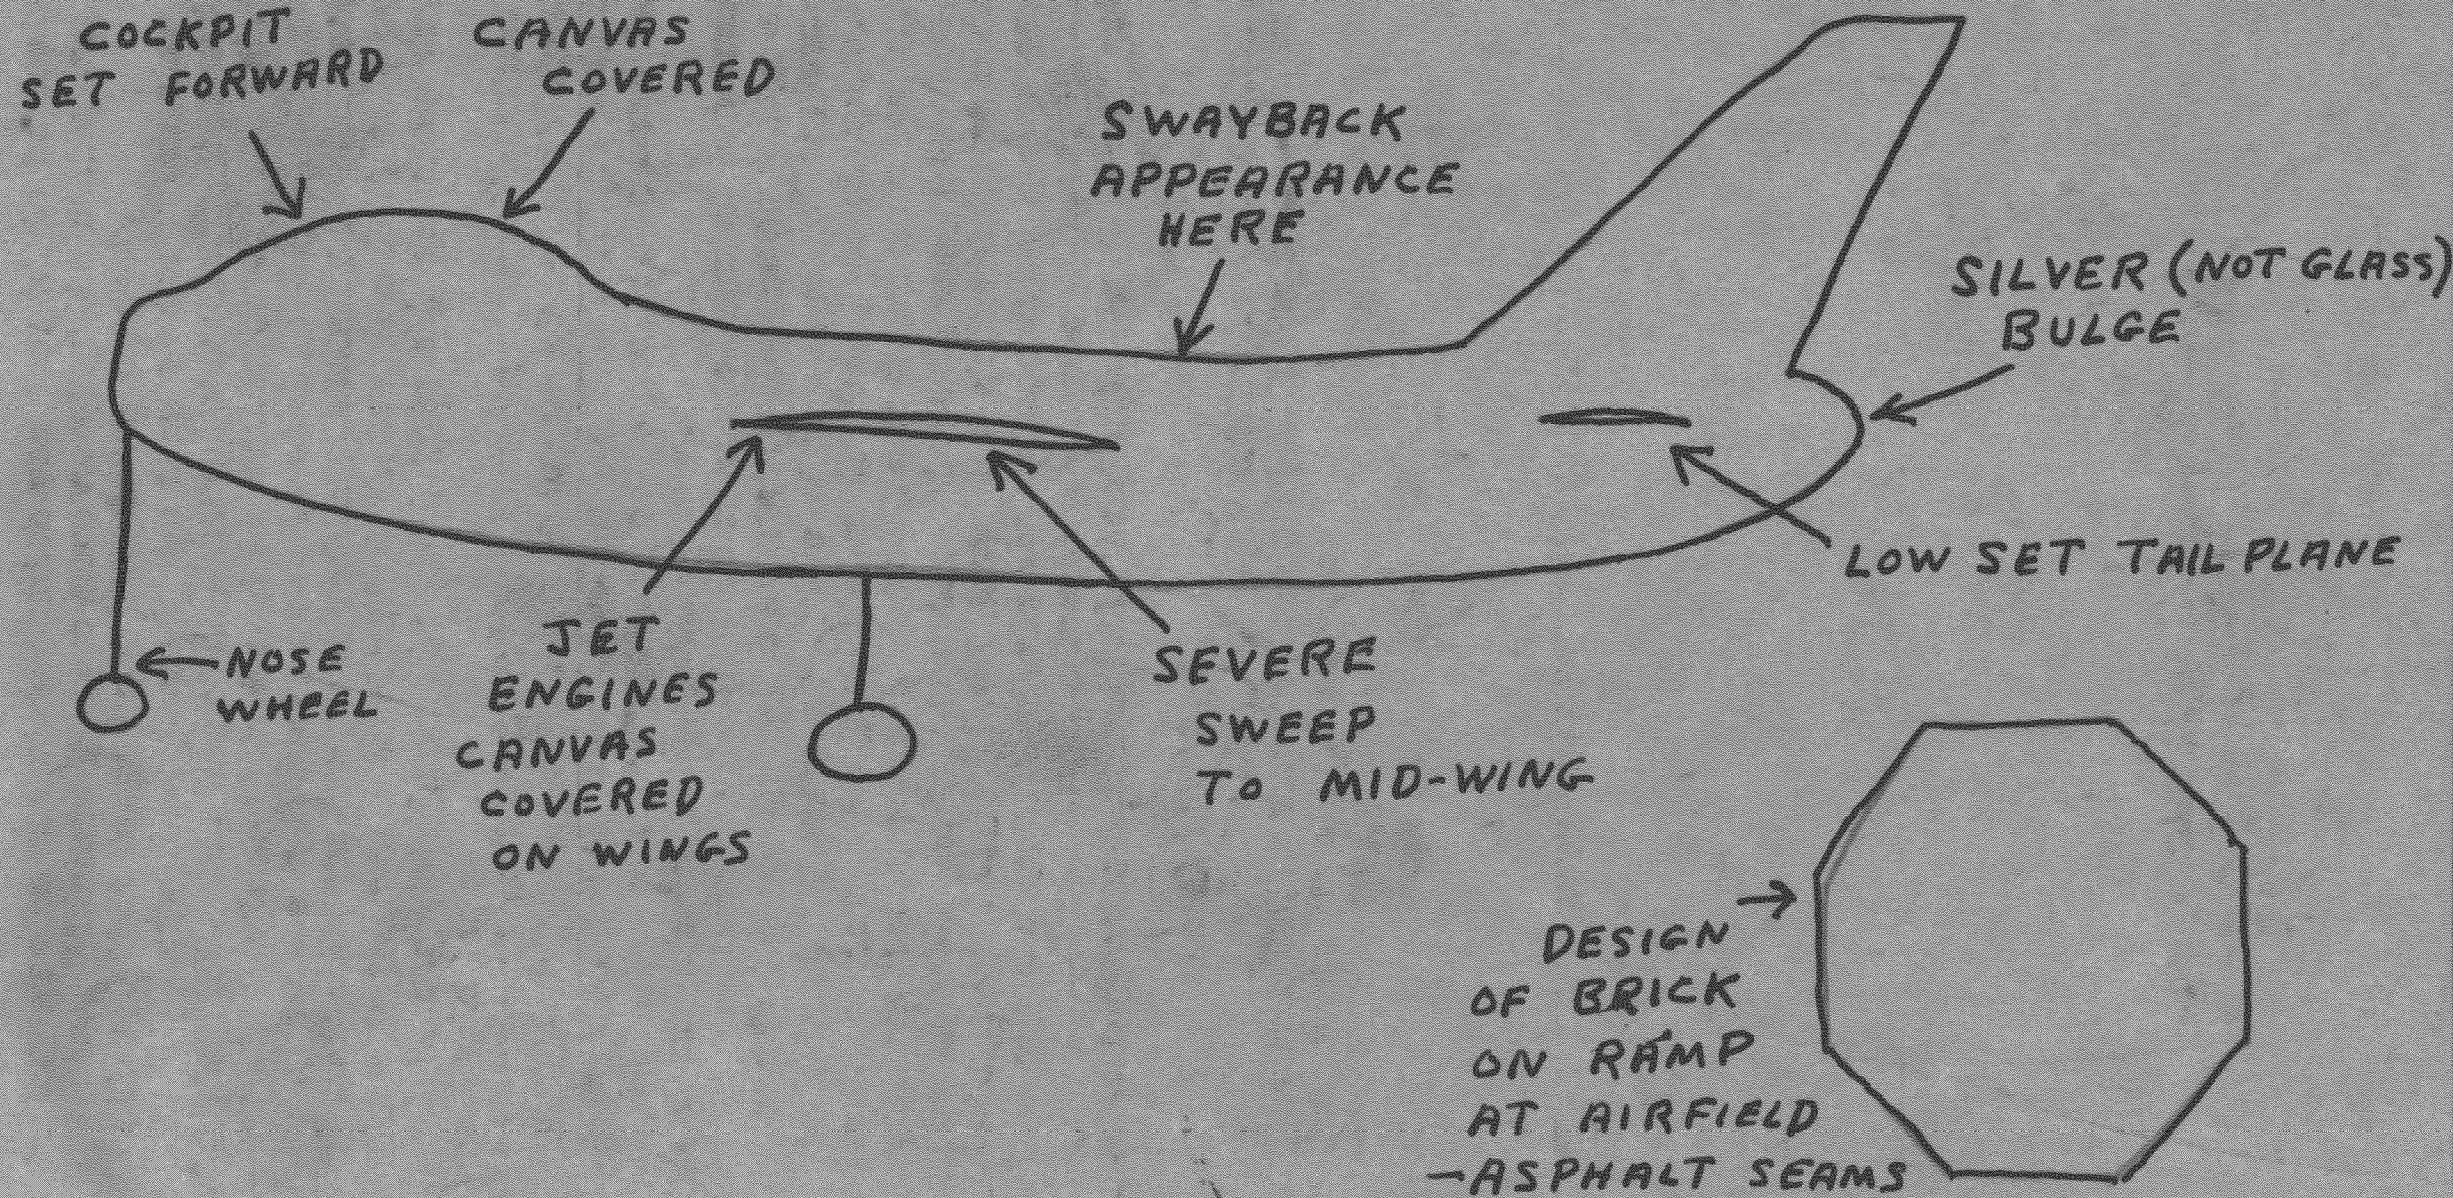 COCKPIT
SET FORWARD
CANVAS
COVERED
SWAYBACK
APPEARANCE
HERE
SILVER (NOT GLASS)
BULGE
LOW SET TAIL PLANE
NOSE
WHEEL
JET
ENGINES
CANVAS
COVERED
ON WINGS
SEVERE
SWEEP
TO MID-WING
DESIGN
OF BRICK
ON RAMP
AT AIRFIELD
-ASPHALT SEAMS